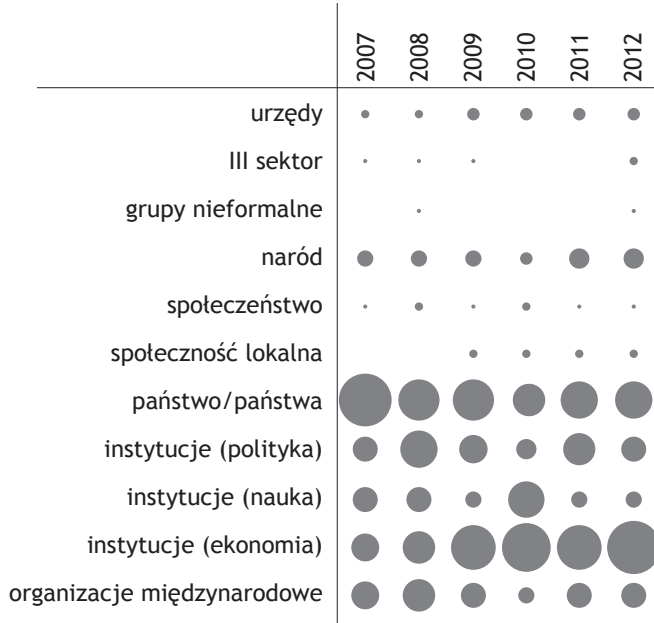 2007 2008 2009 2010 2011 2012
urzędy
III sektor
grupy nieformalne
naród
społeczeństwo
społeczność lokalna
państwo/państwa
instytucje (polityka)
instytucje (nauka)
instytucje (ekonomia)
organizacje międzynarodowe